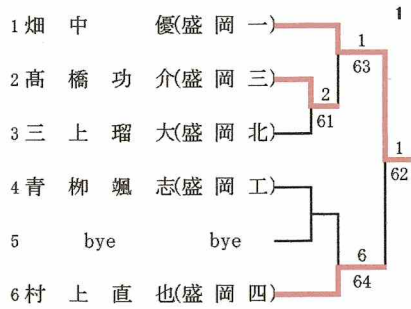 1
1 畑中 優(盛岡一)
1
63
2 髙橋功介(盛岡三)
2
61
3 三上瑠大(盛岡北)
1
62
4 青栁颯志(盛岡工)
5 bye bye
6
64
6 村上直也(盛岡四)